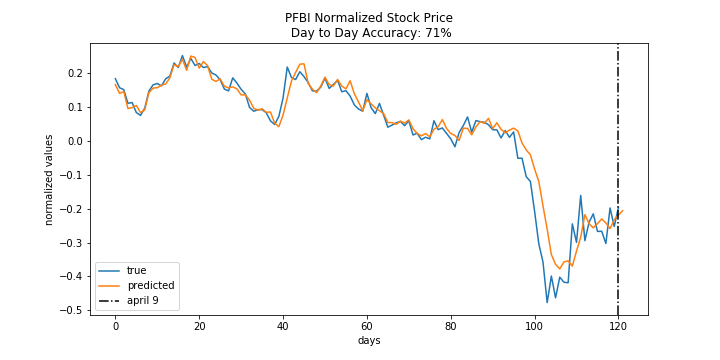 PFBI Normalized Stock Price
Day to Day Accuracy: 71%
normalized values
0.2
0.1
0.0
−0.1
−0.2
−0.3
−0.4
−0.5
true
predicted
april 9
0 20 40 60 80 100 120
days